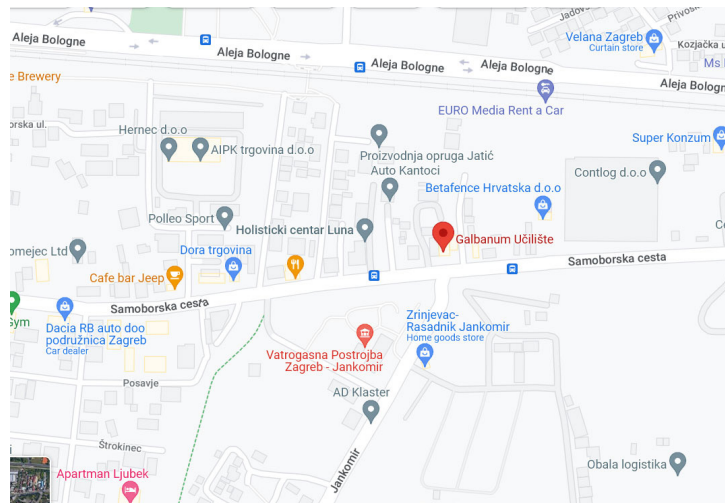 Aleja Bologne
Aleja Bologne
Aleja Bologne
Aleja Bologne
Aleja Bologne
Privos
Velana Zagreb
Curtain store
Kozjačka u
Ms
e Brewery
EURO Media Rent a Car
orska ul.
Hernec d.o.o
AIPK trgovina d.o.o
Super Konzum
Proizvodnja opruga Jatić
Auto Kantoci
Contlog d.o.o
Betafence Hrvatska d.o.o
Polleo Sport
Holisticki centar Luna
Galbanum Učilište
omejec Ltd
Dora trgovina
Samoborska cesta
Cafe bar Jeep
Samoborska cesta
Gym
Dacia RB auto doo
podružnica Zagreb
Car dealer
Zrinjevac-
Rasadnik Jankomir
Home goods store
Vatrogasna Postrojba
Zagreb - Jankomir
Posavje
AD Klaster
Štrokinec
Jankomir
Apartman Ljubek
Obala logistika